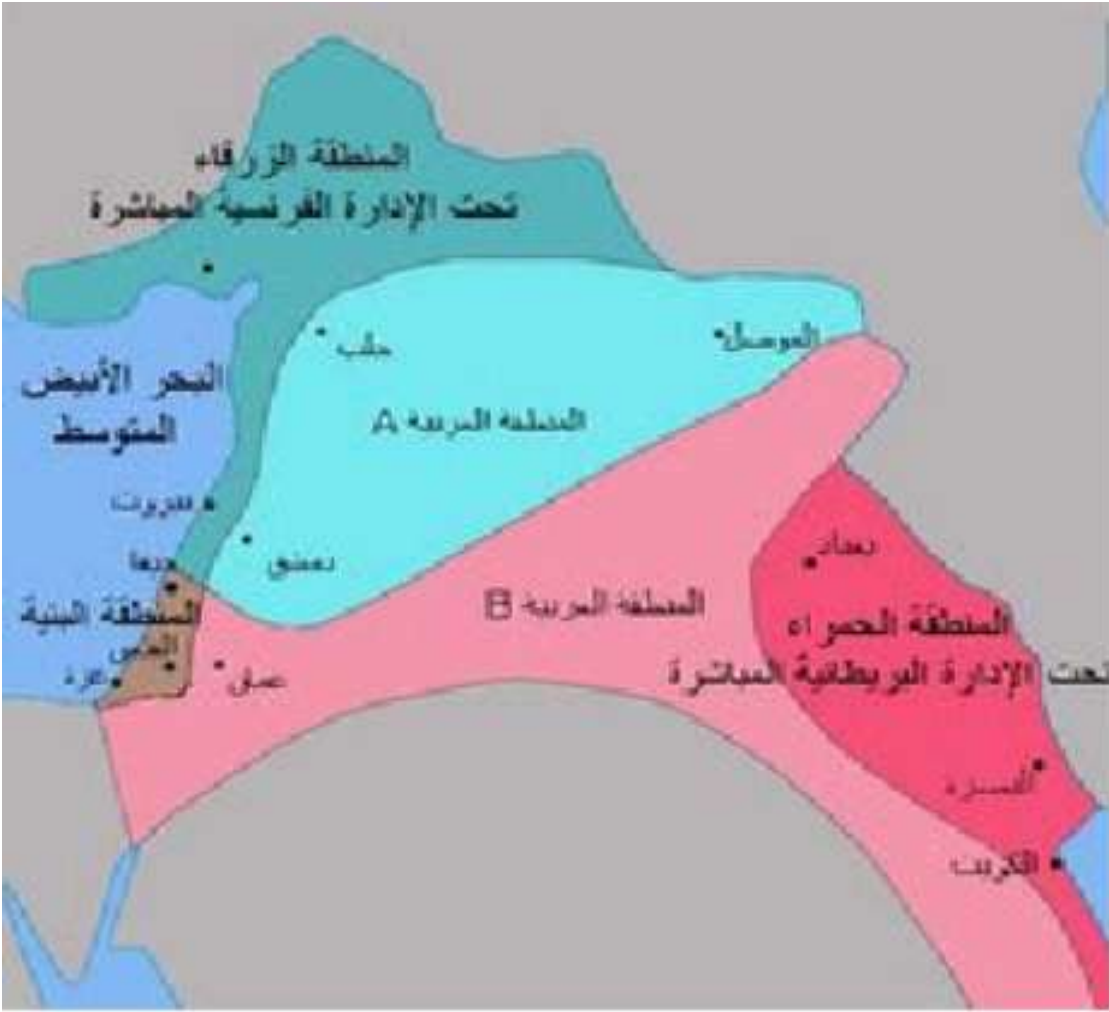 المنطقة الزرقاء
تحت الإدارة الفرنسية المباشرة
حلب
الموصل
البحر الأبيض
المتوسط
المنطقة العربية A
بيروت
دمشق
بغداد
حيفا
المنطقة العربية B
المنطقة البنية
المنطقة الحمراء
القدس
غزة
عمان
تحت الإدارة البريطانية المباشرة
البصرة
الكويت